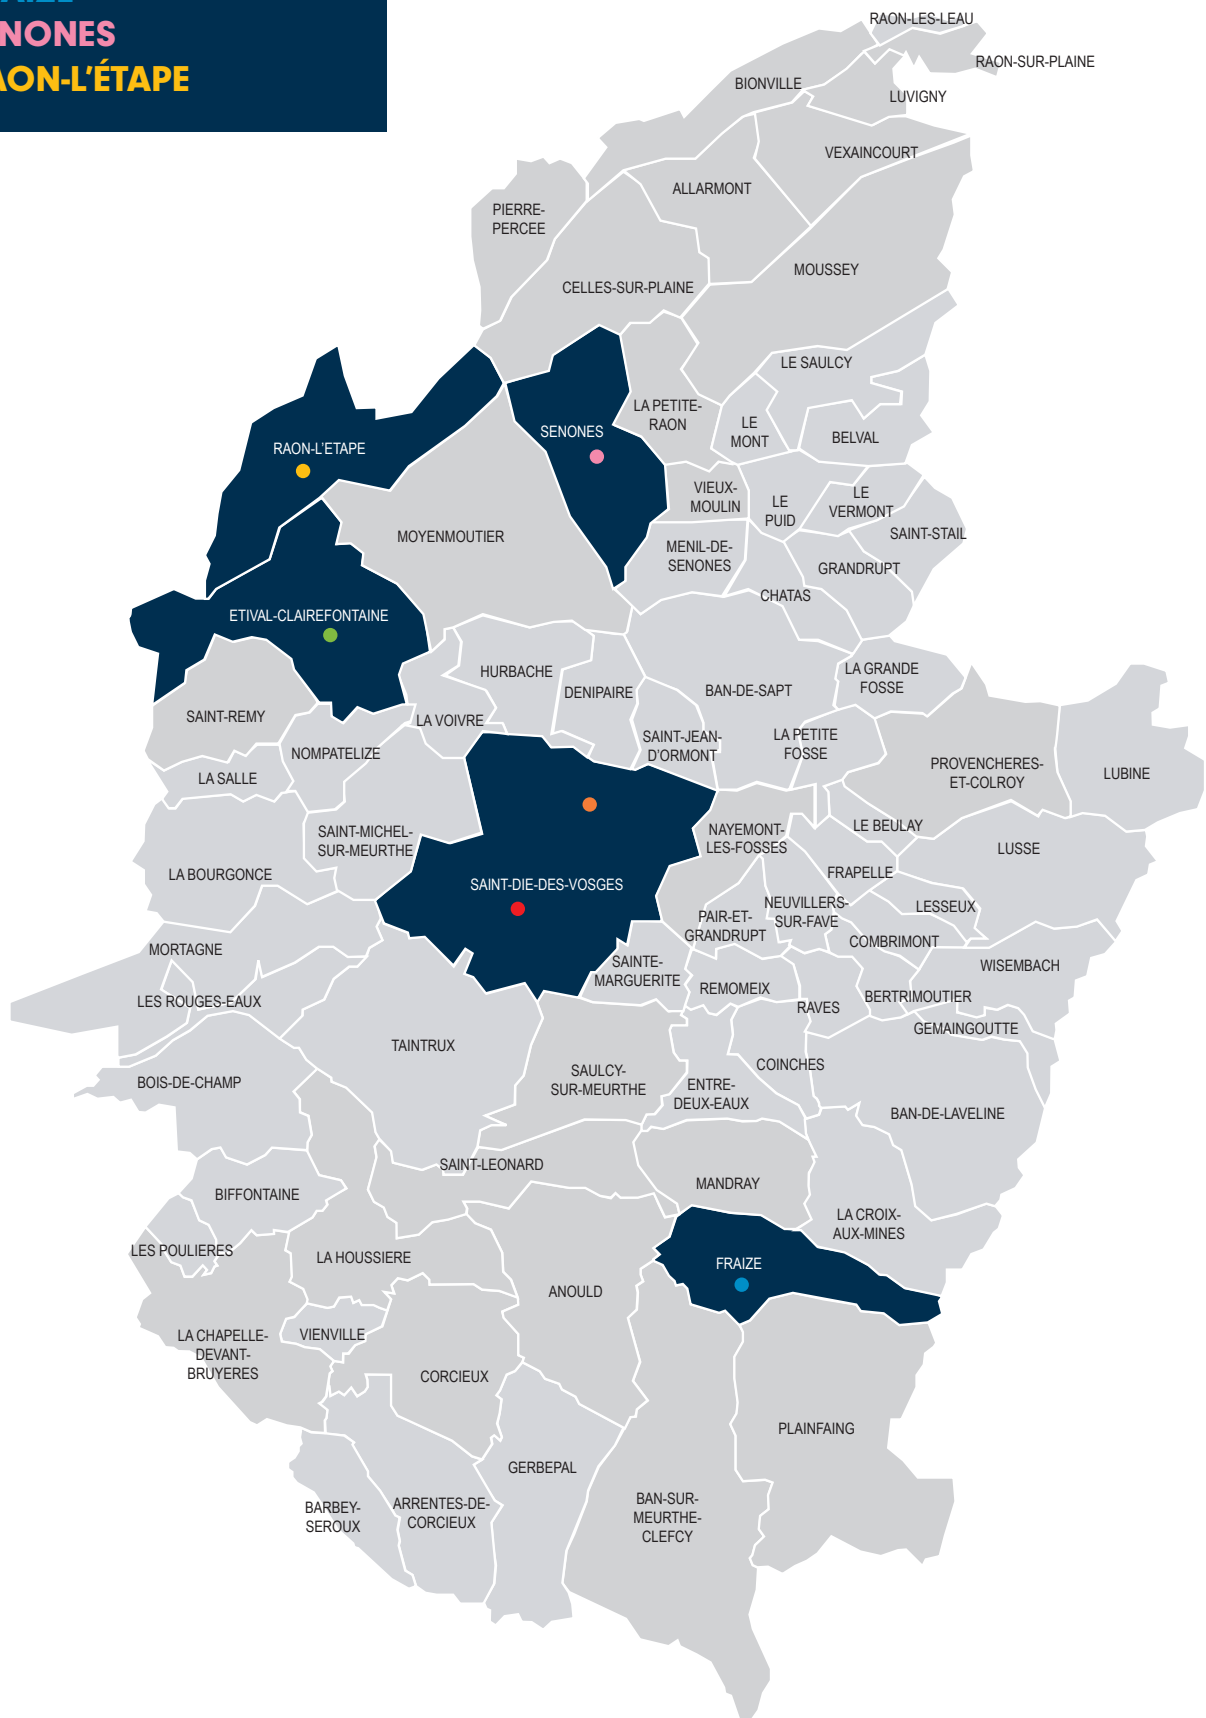 NONES
AON-L'ÉTAPE
RAON-LES-LEAU
RAON-SUR-PLAINE
BIONVILLE
LUVIGNY
VEXAINCOURT
ALLARMONT
PIERRE-
PERCEE
MOUSSEY
CELLES-SUR-PLAINE
LE SAULCY
LA PETITE-
RAON
LE
MONT
BELVAL
SENONES
RAON-L'ETAPE
VIEUX-
MOULIN
LE
PUID
LE
VERMONT
SAINT-STAIL
MOYENMOUTIER
MENIL-DE-
SENONES
GRANDRUPT
CHATAS
ETIVAL-CLAIREFONTAINE
HURBACHE
DENIPAIRE
BAN-DE-SAPT
LA GRANDE
FOSSE
SAINT-REMY
LA VOIVRE
SAINT-JEAN-
D'ORMONT
LA PETITE
FOSSE
NOMPATELIZE
LA SALLE
PROVENCHERES-
ET-COLROY
LUBINE
SAINT-MICHEL-
SUR-MEURTHE
NAYEMONT-
LES-FOSSES
LE BEULAY
LUSSE
LA BOURGONCE
FRAPELLE
SAINT-DIE-DES-VOSGES
NEUVILLERS-
SUR-FAVE
LESSEUX
PAIR-ET-
GRANDRUPT
COMBRIMONT
MORTAGNE
SAINTE-
MARGUERITE
WISEMBACH
REMOMEIX
BERTRIMOUTIER
LES ROUGES-EAUX
RAVES
GEMAINGOUTTE
TAINTRUX
COINCHES
SAULCY-
SUR-MEURTHE
BOIS-DE-CHAMP
ENTRE-
DEUX-EAUX
BAN-DE-LAVELINE
SAINT-LEONARD
MANDRAY
BIFFONTAINE
LA CROIX-
AUX-MINES
LES POULIERES
LA HOUSSIERE
FRAIZE
ANOULD
VIENVILLE
LA CHAPELLE-
DEVANT-
BRUYERES
CORCIEUX
PLAINFAING
GERBEPAL
BAN-SUR-
MEURTHE-
CLEFCY
BARBEY-
SEROUX
ARRENTES-DE-
CORCIEUX